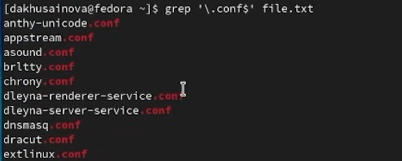 [dakhusainova@fedora ~]$ grep '\.conf$' file.txt
anthy-unicode.conf
appstream.conf
asound.conf
brltty.conf
chrony.conf
dleyna-renderer-service.conf
dleyna-server-service.conf
dnsmasq.conf
dracut.conf
extlinux.conf